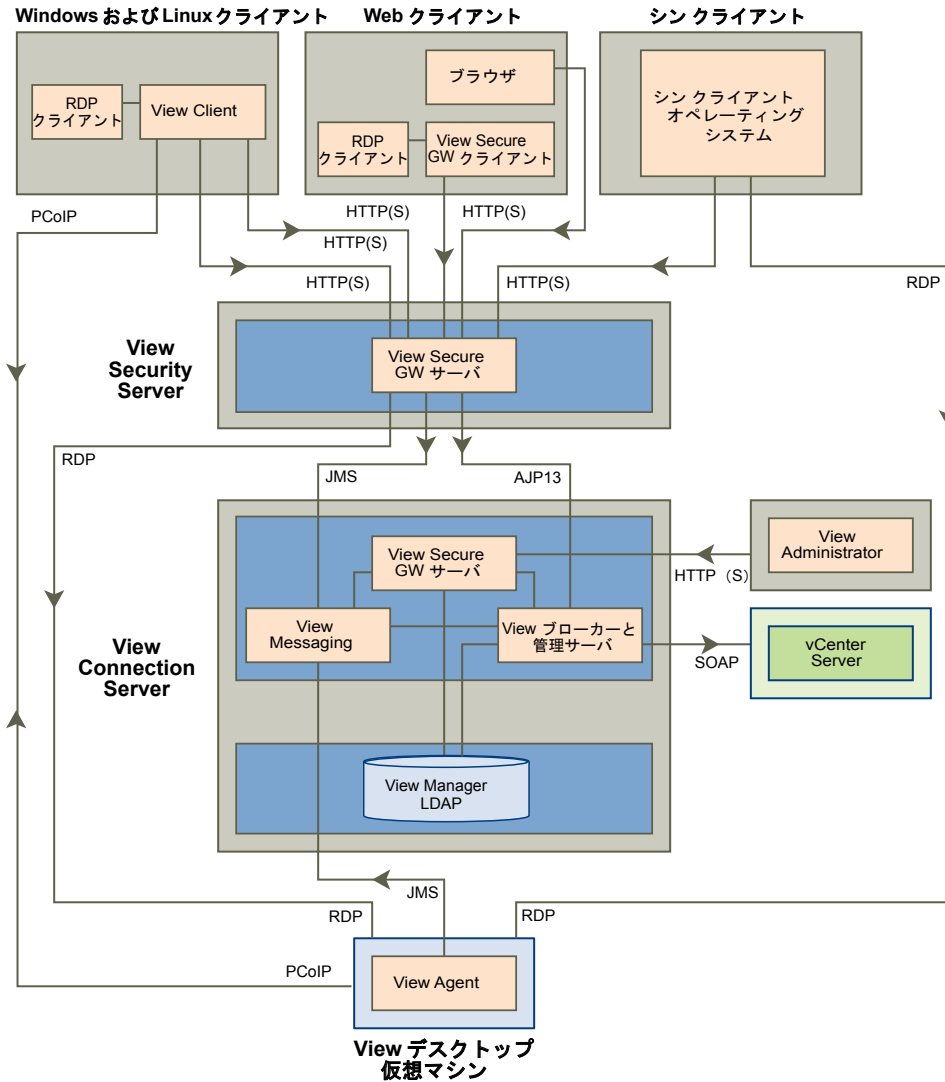 Windows および Linux クライアント
Web クライアント
シン クライアント
RDP
クライアント
View Client
ブラウザ
RDP
クライアント
View Secure
GW クライアント
シン クライアント
オペレーティング
システム
PCoIP
HTTP(S)
HTTP(S)
HTTP(S)
HTTP(S)
HTTP(S)
RDP
View
Security
Server
View Secure
GW サーバ
RDP
JMS
AJP13
View
Connection
Server
View Secure
GW サーバ
View
Messaging
View ブローカーと
管理サーバ
HTTP（S）
View
Administrator
SOAP
vCenter
Server
View Manager
LDAP
JMS
RDP
RDP
PCoIP
View Agent
View デスクトップ
仮想マシン